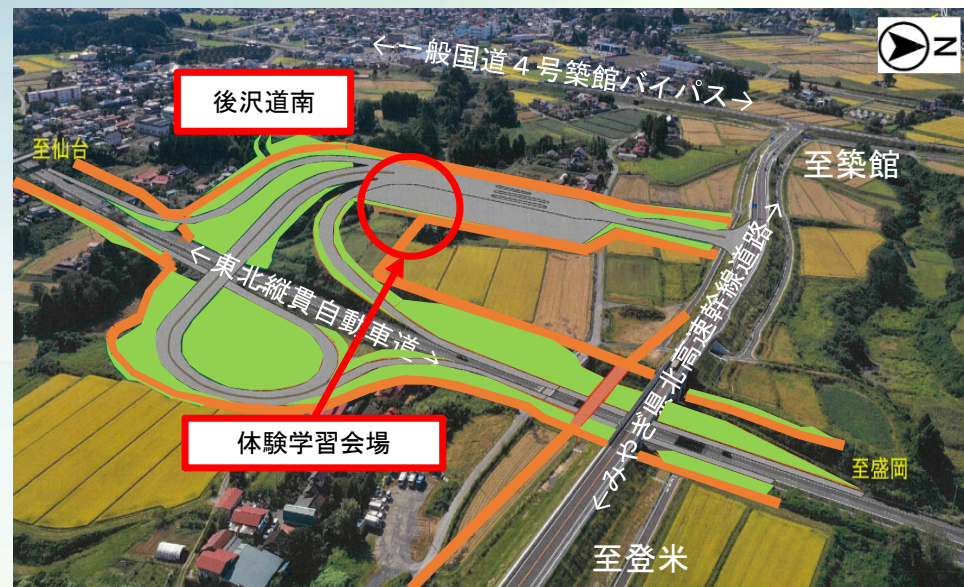 ←一般国道4号築館バイパス→
N
後沢道南
至仙台
至築館
←東北縦貫自動車道→
←みやぎ県北高速幹線道路→
体験学習会場
至盛岡
至登米